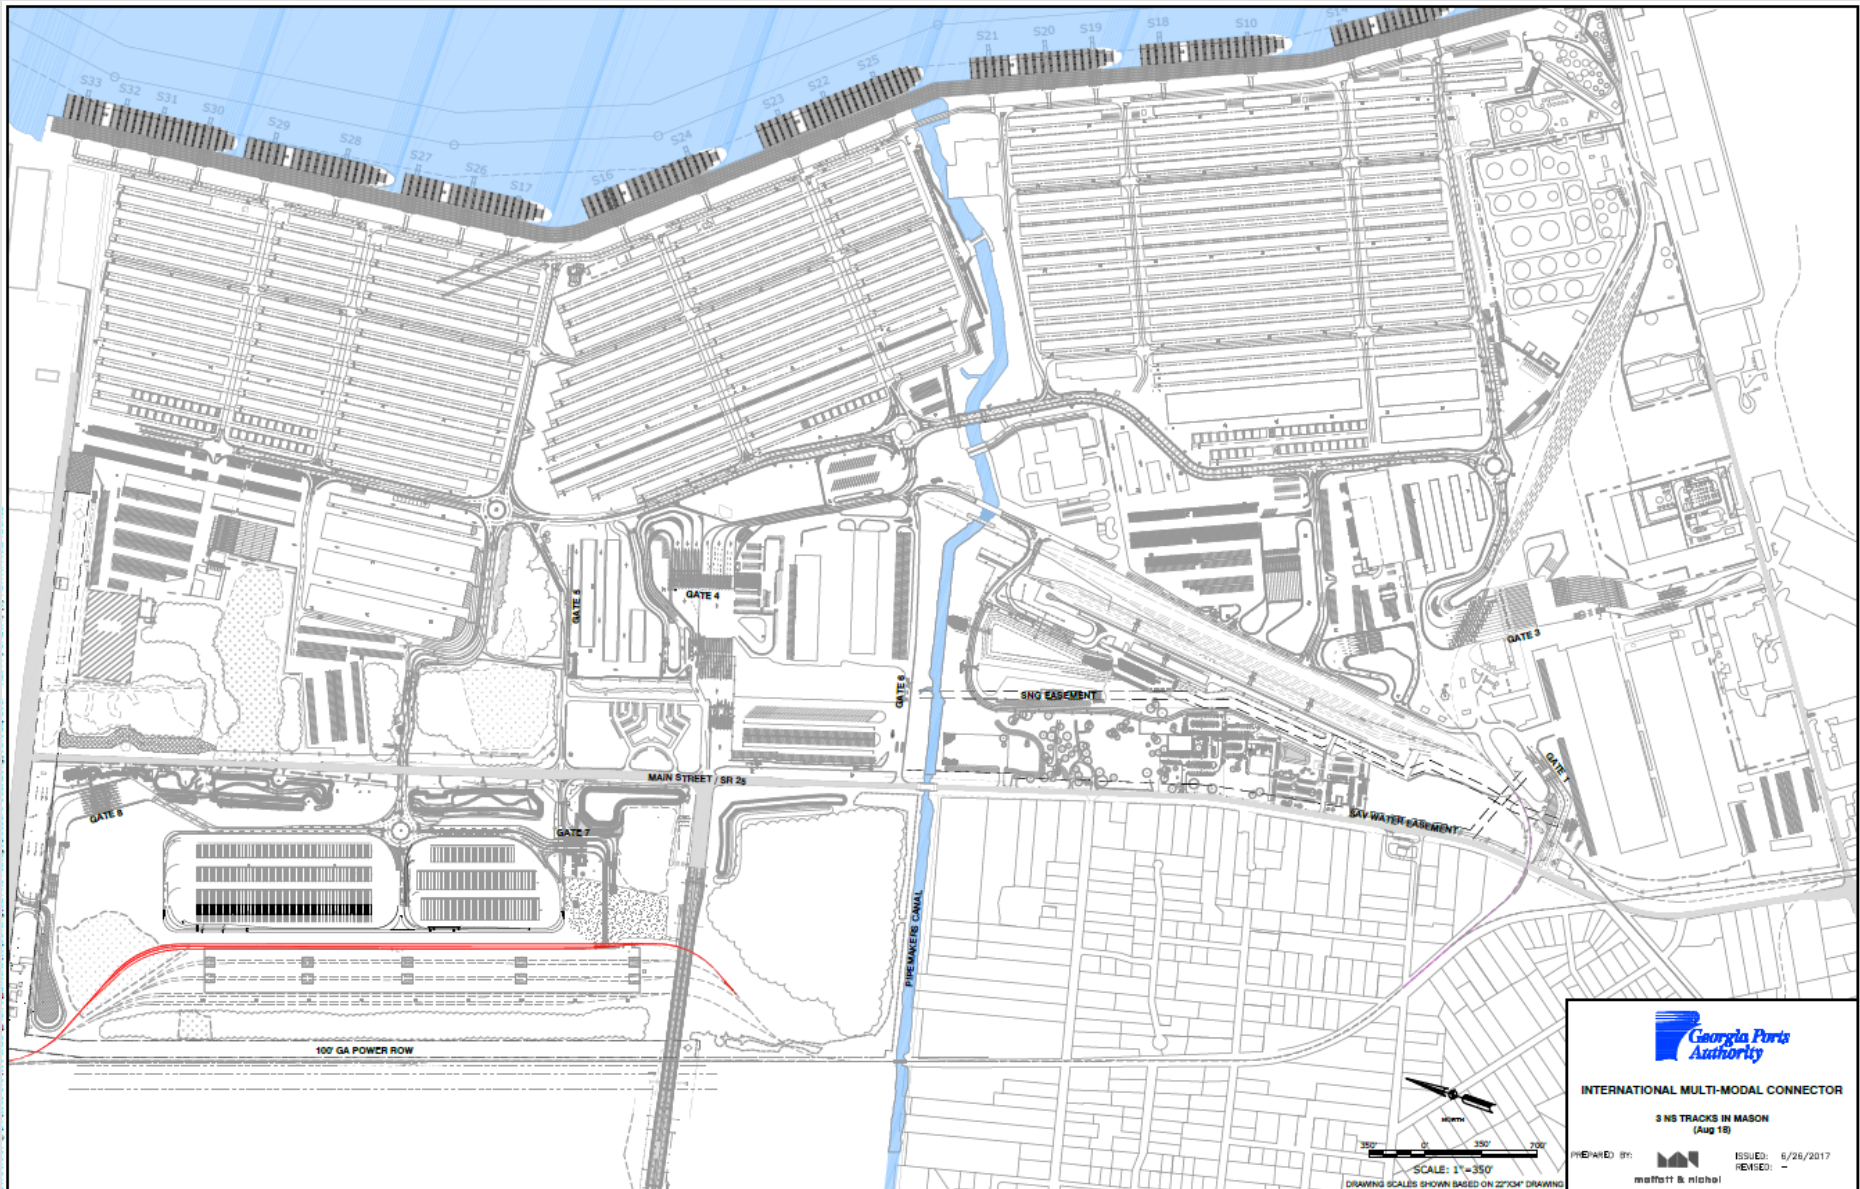 S33
S32
S31
S30
S29
S28
S27
S26
S17
S16
S24
S23
S22
S25
S21
S20
S19
S18
S10
S14
GATE 5
GATE 4
GATE 3
GATE 6
SNG EASEMENT
MAIN STREET / SR 25
GATE 1
GATE 8
GATE 7
SAV WATER EASEMENT
PIPEMAKERS CANAL
100' GA POWER ROW
NORTH
350' 0' 350' 700'
SCALE: 1"=350'
DRAWING SCALES SHOWN BASED ON 22"X34" DRAWING
Georgia Ports
Authority
INTERNATIONAL MULTI-MODAL CONNECTOR
3 NS TRACKS IN MASON
(Aug 18)
PREPARED BY:
moffatt & nichol
ISSUED: 6/26/2017
REVISED: -